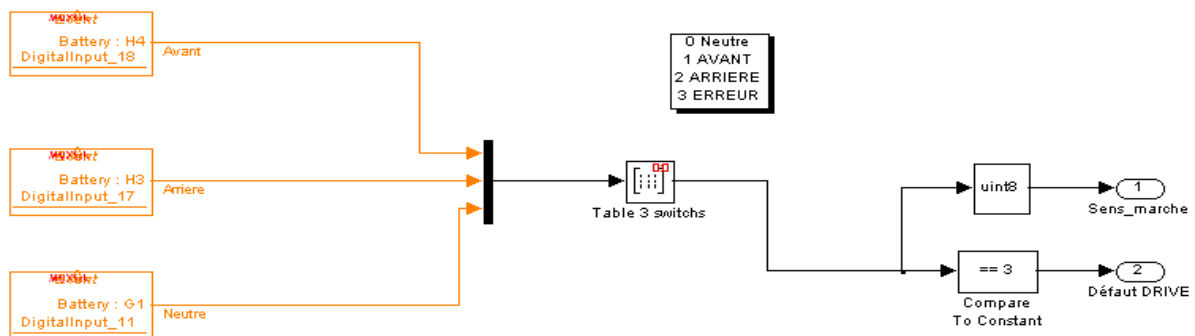 Battery : H4
DigitalInput_18
Avant
0 Neutre
1 AVANT
2 ARRIERE
3 ERREUR
Battery : H3
DigitalInput_17
Arriere
Table 3 switchs
uint8
1
Sens_marche
Battery : G1
DigitalInput_11
Neutre
== 3
Compare
To Constant
2
Défaut DRIVE